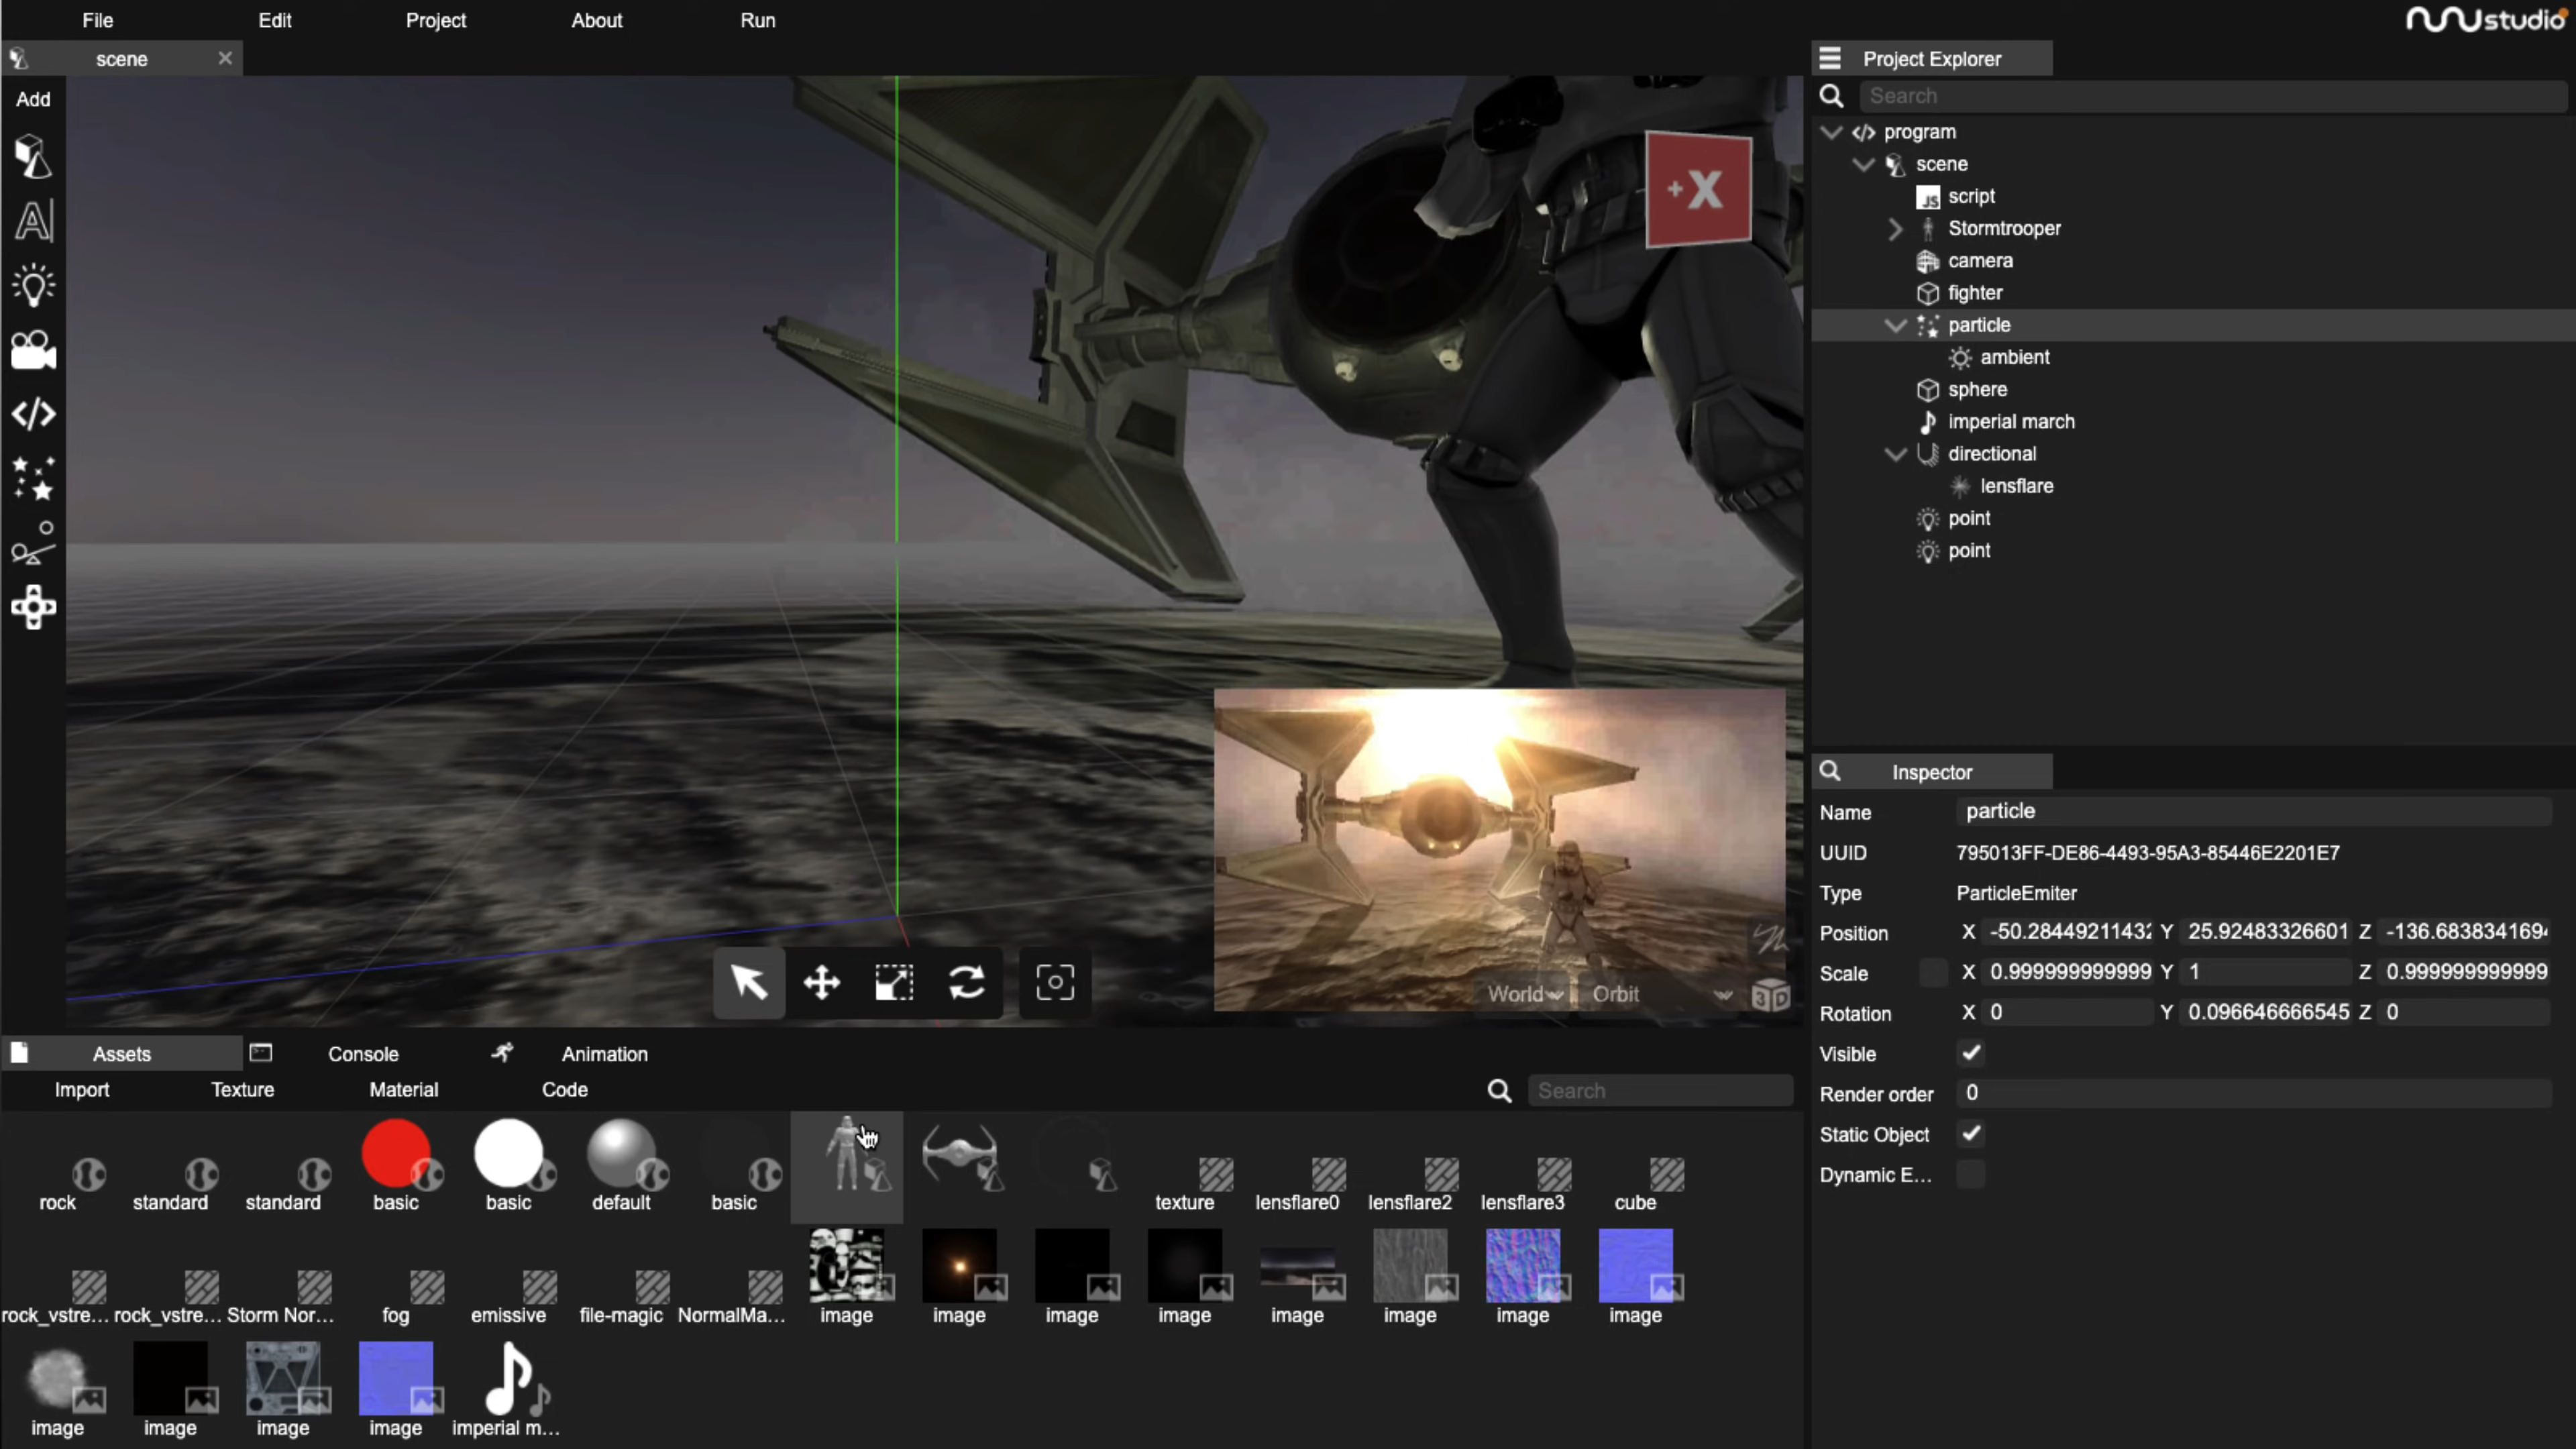 File Edit Project About Run
nunustudio
scene
Project Explorer
Add
Search
program
scene
JS script
Stormtrooper
camera
fighter
particle
ambient
sphere
imperial march
directional
lensflare
point
point
+X
World Orbit 3D
Inspector
Name particle
UUID 795013FF-DE86-4493-95A3-85446E2201E7
Type ParticleEmiter
Position X -50.28449211432 Y 25.92483326601 Z -136.683834169
Scale X 0.999999999999 Y 1 Z 0.999999999999
Rotation X 0 Y 0.096646666545 Z 0
Visible
Render order 0
Static Object
Dynamic E...
Assets Console Animation
Import Texture Material Code Search
rock standard standard basic basic default basic texture lensflare0 lensflare2 lensflare3 cube
rock_vstre... rock_vstre... Storm Nor... fog emissive file-magic NormalMa... image image image image image image image image
image image image image imperial m...